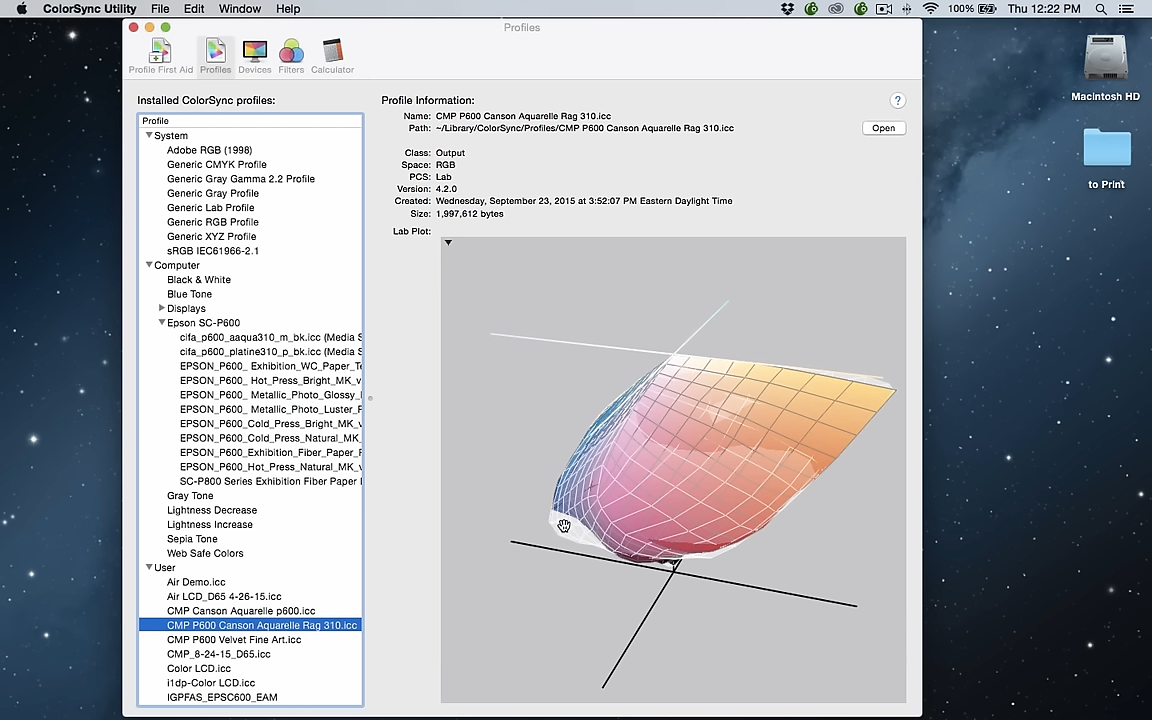 ColorSync Utility File Edit Window Help 100% Thu 12:22 PM
Profiles
Profile First Aid Profiles Devices Filters Calculator
Macintosh HD
to Print
Installed ColorSync profiles:
Profile
System
Adobe RGB (1998)
Generic CMYK Profile
Generic Gray Gamma 2.2 Profile
Generic Gray Profile
Generic Lab Profile
Generic RGB Profile
Generic XYZ Profile
sRGB IEC61966-2.1
Computer
Black & White
Blue Tone
Displays
Epson SC-P600
cifa_p600_aaqua310_m_bk.icc (Media S
cifa_p600_platine310_p_bk.icc (Media S
EPSON_P600_ Exhibition_WC_Paper_T
EPSON_P600_ Hot_Press_Bright_MK_v
EPSON_P600_ Metallic_Photo_Glossy_
EPSON_P600_ Metallic_Photo_Luster_F
EPSON_P600_Cold_Press_Bright_MK_v
EPSON_P600_Cold_Press_Natural_MK_
EPSON_P600_Exhibition_Fiber_Paper_F
EPSON_P600_Hot_Press_Natural_MK_v
SC-P800 Series Exhibition Fiber Paper
Gray Tone
Lightness Decrease
Lightness Increase
Sepia Tone
Web Safe Colors
User
Air Demo.icc
Air LCD_D65 4-26-15.icc
CMP Canson Aquarelle p600.icc
CMP P600 Canson Aquarelle Rag 310.icc
CMP P600 Velvet Fine Art.icc
CMP_8-24-15_D65.icc
Color LCD.icc
i1dp-Color LCD.icc
IGPFAS_EPSC600_EAM
Profile Information:
?
Name: CMP P600 Canson Aquarelle Rag 310.icc
Path: ~/Library/ColorSync/Profiles/CMP P600 Canson Aquarelle Rag 310.icc
Open
Class: Output
Space: RGB
PCS: Lab
Version: 4.2.0
Created: Wednesday, September 23, 2015 at 3:52:07 PM Eastern Daylight Time
Size: 1,997,612 bytes
Lab Plot: